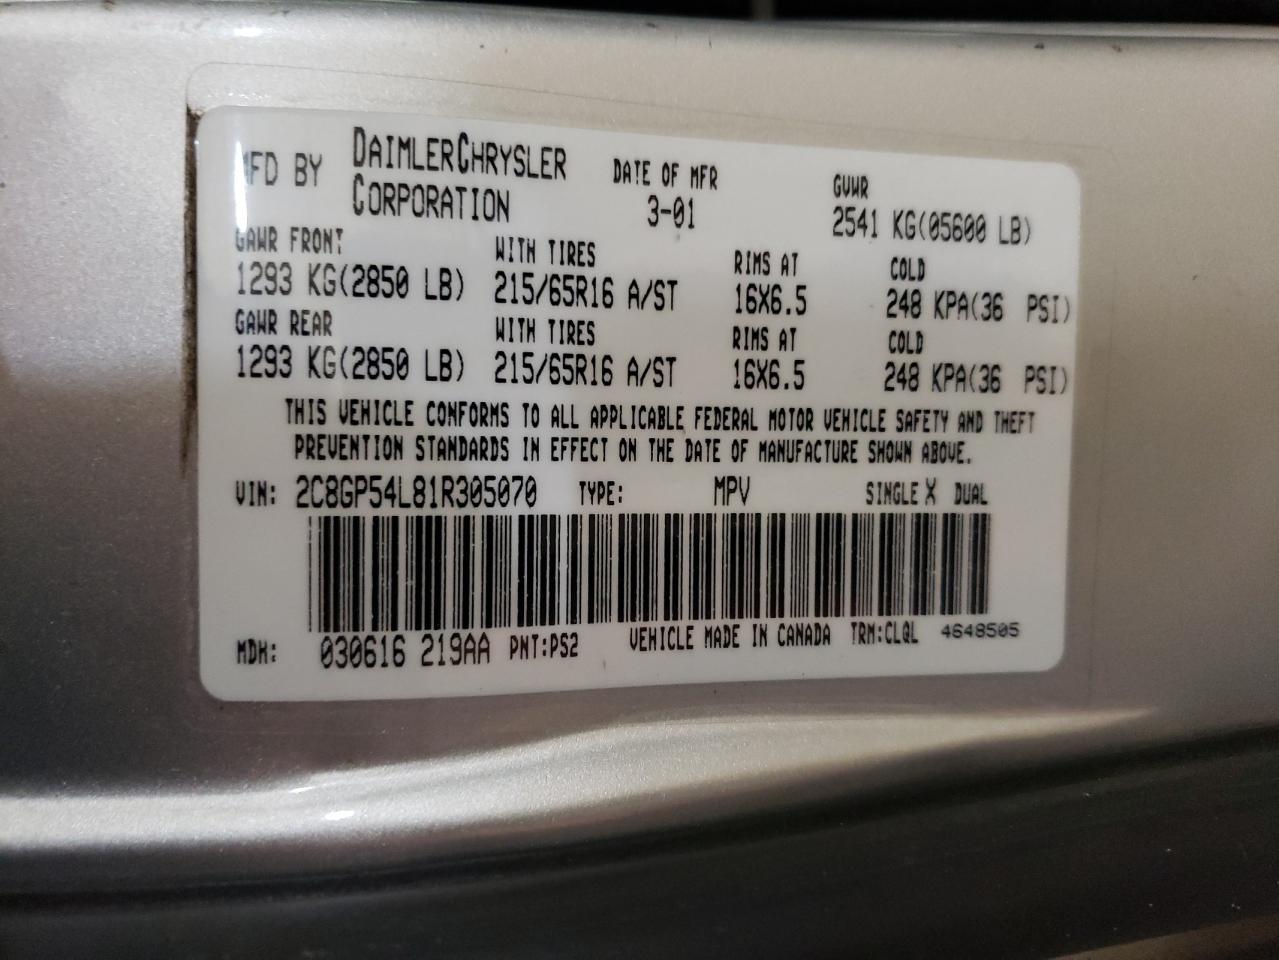 MFD BY DAIMLERCHRYSLER CORPORATION
DATE OF MFR 3-01
GVWR 2541 KG(05600 LB)
GAWR FRONT WITH TIRES RIMS AT COLD
1293 KG(2850 LB) 215/65R16 A/ST 16X6.5 248 KPA(36 PSI)
GAWR REAR WITH TIRES RIMS AT COLD
1293 KG(2850 LB) 215/65R16 A/ST 16X6.5 248 KPA(36 PSI)
THIS VEHICLE CONFORMS TO ALL APPLICABLE FEDERAL MOTOR VEHICLE SAFETY AND THEFT
PREVENTION STANDARDS IN EFFECT ON THE DATE OF MANUFACTURE SHOWN ABOVE.
VIN: 2C8GP54L81R305070 TYPE: MPV SINGLE X DUAL
MDH: 030616 219AA PNT:PS2 VEHICLE MADE IN CANADA TRM:CLQL 4648505